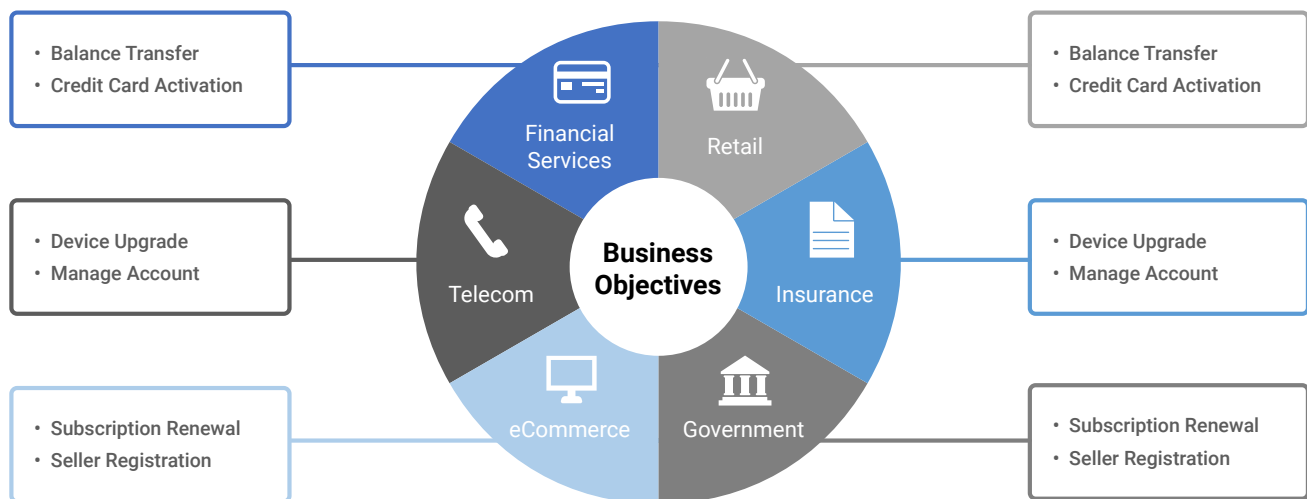 • Balance Transfer
• Credit Card Activation
• Device Upgrade
• Manage Account
• Subscription Renewal
• Seller Registration
Financial
Services
Retail
Telecom
Business
Objectives
Insurance
eCommerce
Government
• Balance Transfer
• Credit Card Activation
• Device Upgrade
• Manage Account
• Subscription Renewal
• Seller Registration